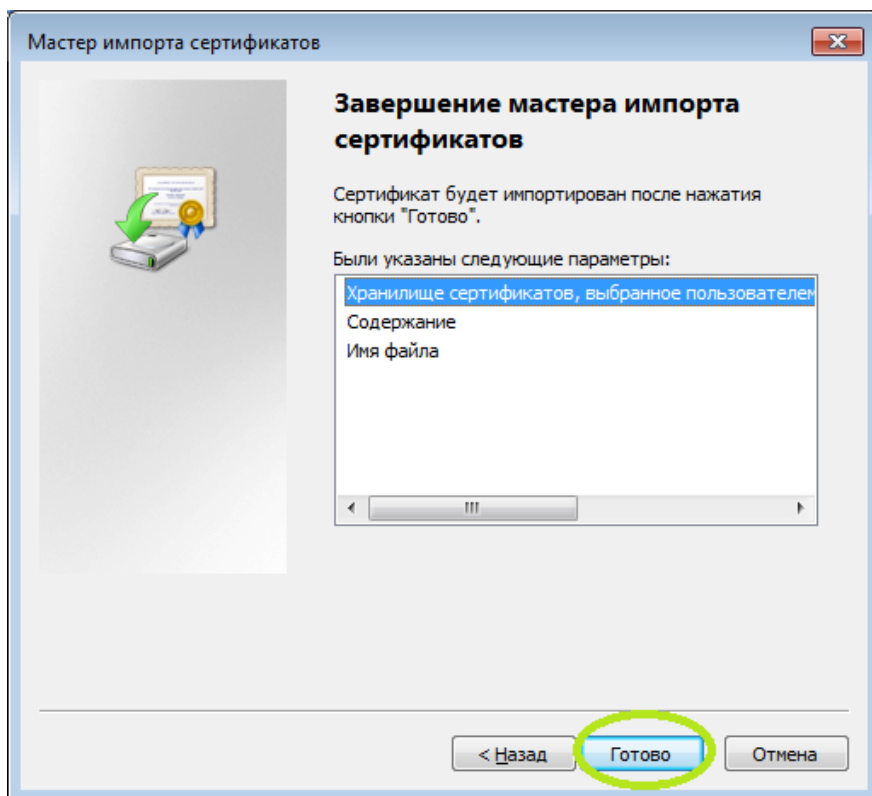 Мастер импорта сертификатов
Завершение мастера импорта
сертификатов
Сертификат будет импортирован после нажатия
кнопки "Готово".
Были указаны следующие параметры:
Хранилище сертификатов, выбранное пользователем
Содержание
Имя файла
< Назад
Готово
Отмена